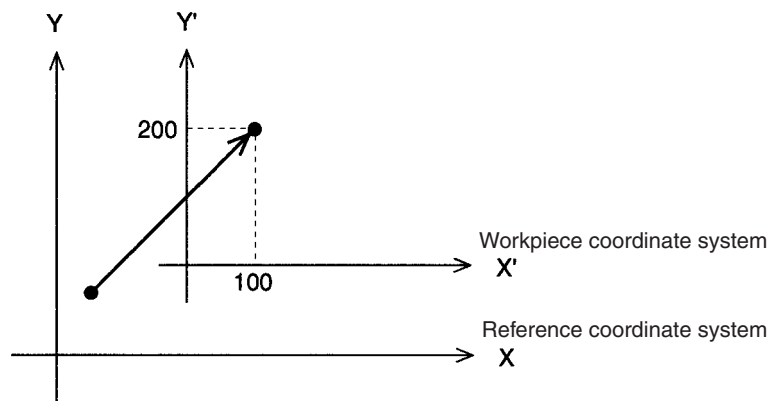 Y Y'
200
Workpiece coordinate system
100 X'
Reference coordinate system
X